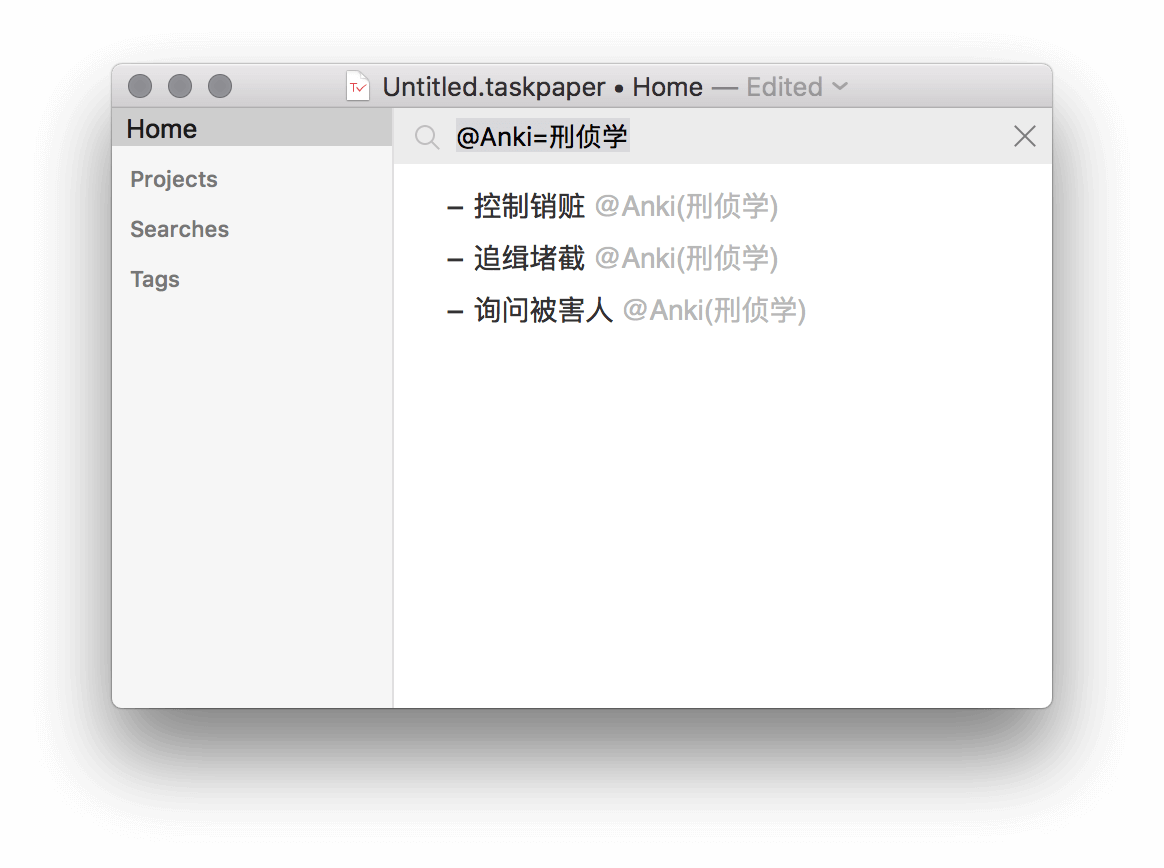 Untitled.taskpaper • Home — Edited
Home
Projects
Searches
Tags
@Anki=刑侦学
– 控制销赃 @Anki(刑侦学)
– 追缉堵截 @Anki(刑侦学)
– 询问被害人 @Anki(刑侦学)